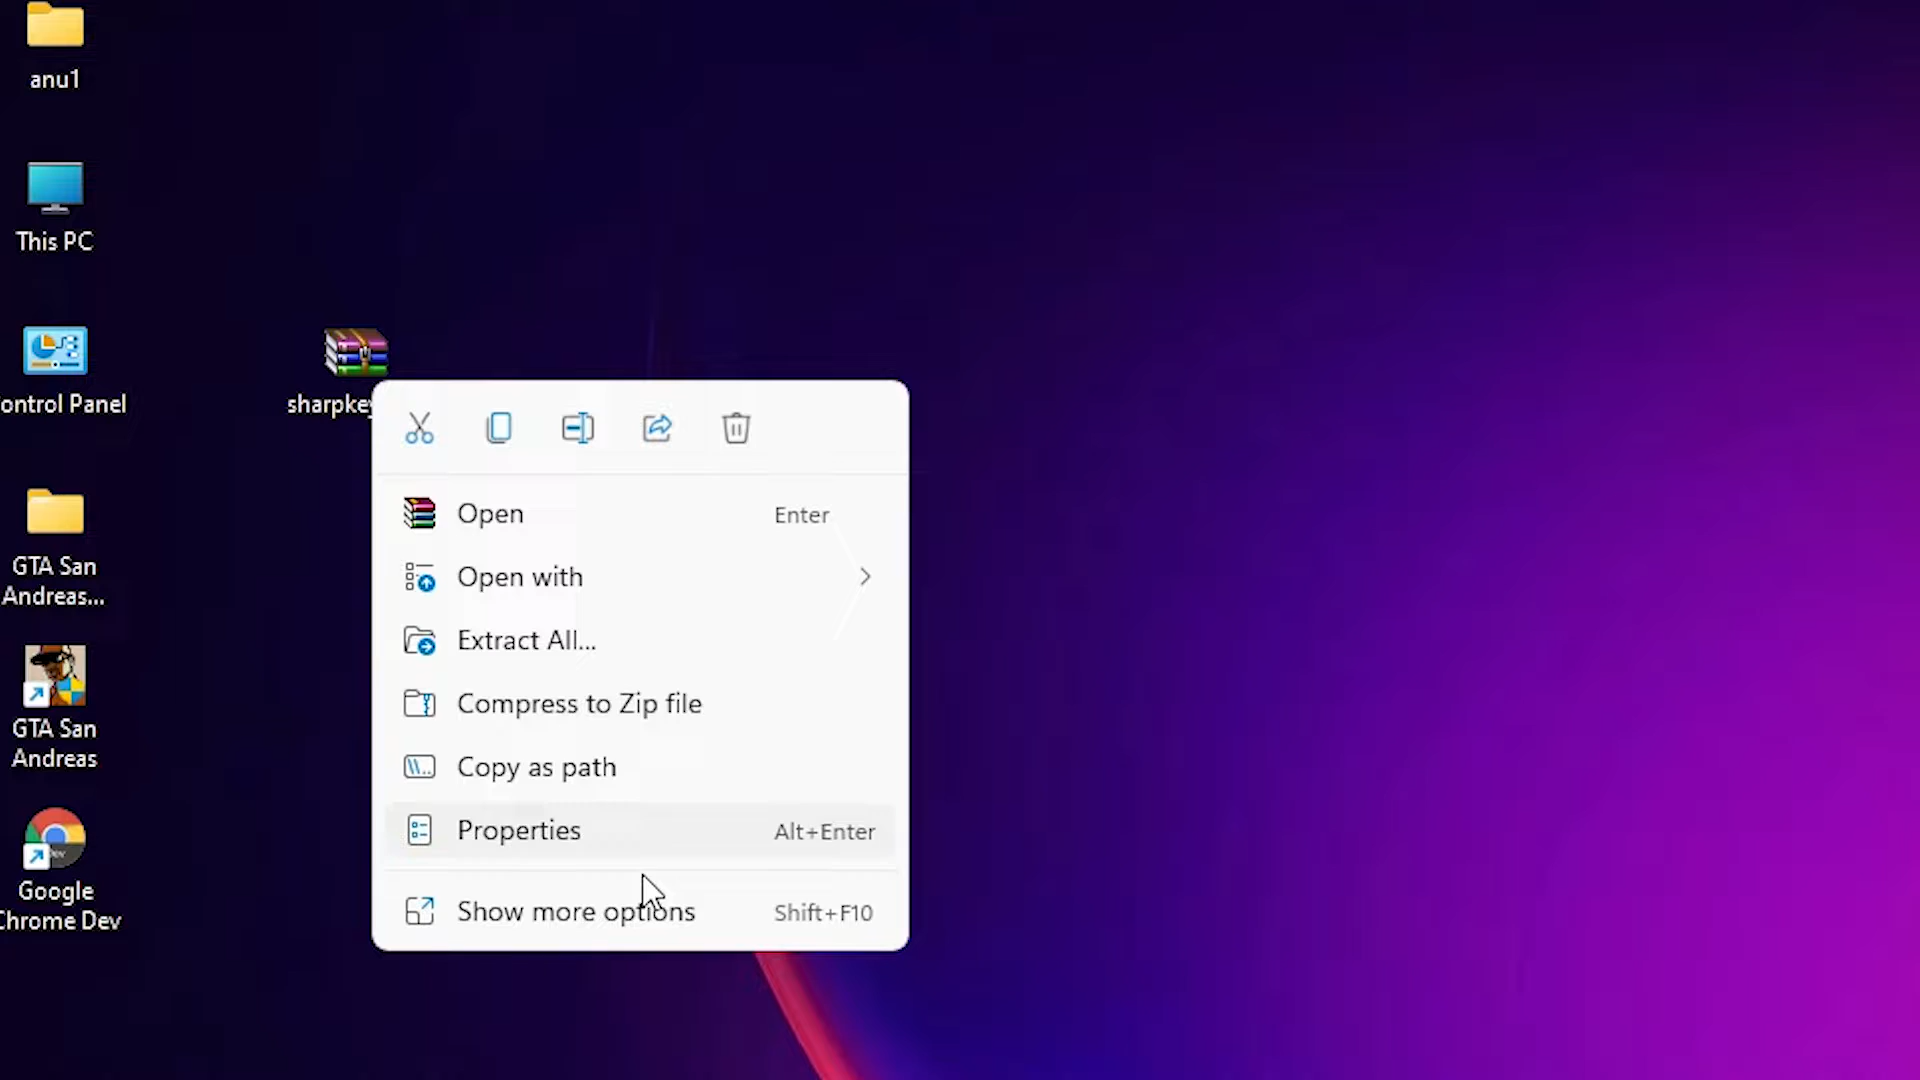 anu1
This PC
ontrol Panel
GTA San
Andreas...
GTA San
Andreas
Google
Chrome Dev
sharpke
Open Enter
Open with
Extract All...
Compress to Zip file
Copy as path
Properties Alt+Enter
Show more options Shift+F10